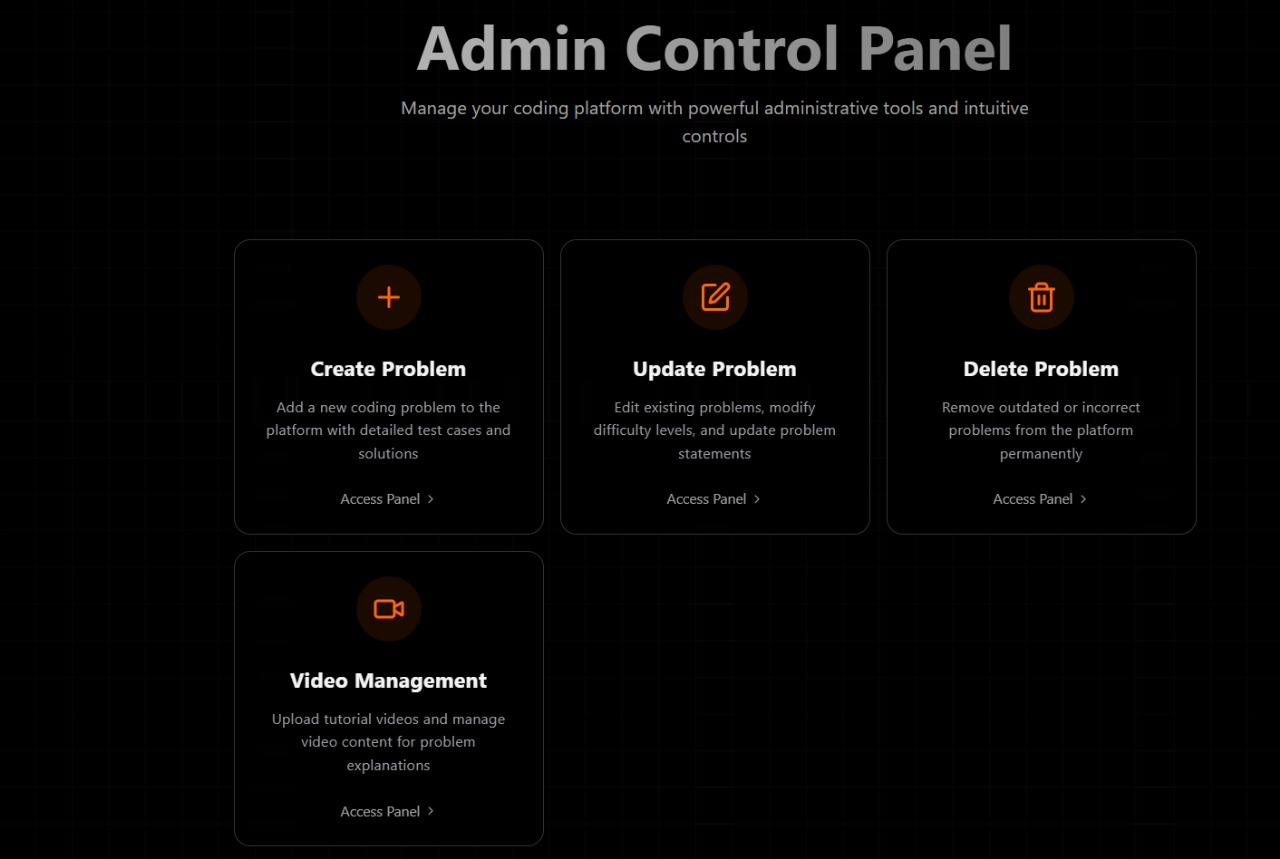 Admin Control Panel
Manage your coding platform with powerful administrative tools and intuitive
controls
Create Problem
Add a new coding problem to the
platform with detailed test cases and
solutions
Access Panel
Update Problem
Edit existing problems, modify
difficulty levels, and update problem
statements
Access Panel
Delete Problem
Remove outdated or incorrect
problems from the platform
permanently
Access Panel
Video Management
Upload tutorial videos and manage
video content for problem
explanations
Access Panel